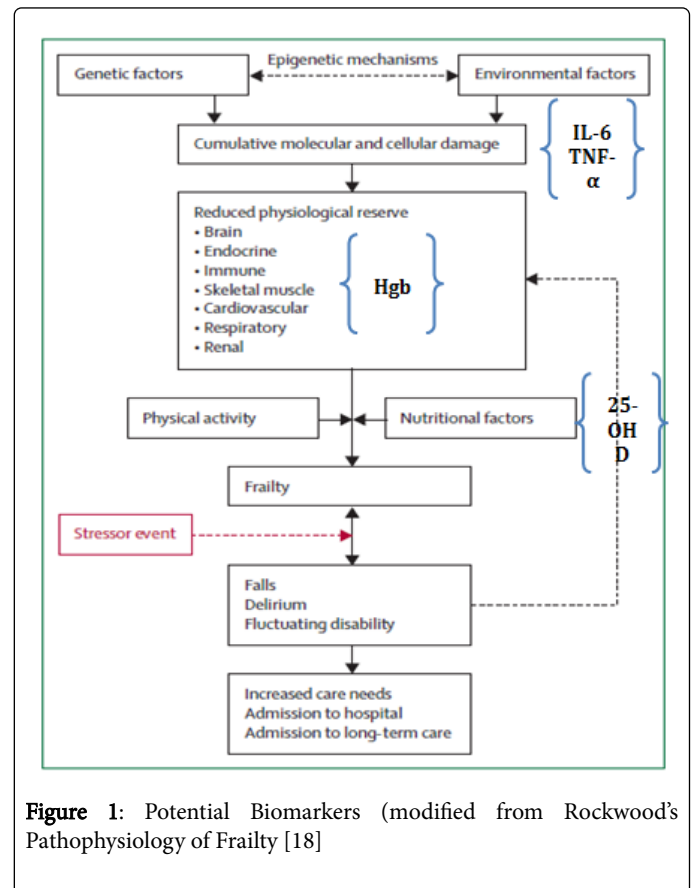 Epigenetic mechanisms
Genetic factors
Environmental factors
Cumulative molecular and cellular damage
IL-6
TNF-
α
Reduced physiological reserve
• Brain
• Endocrine
• Immune
• Skeletal muscle
• Cardiovascular
• Respiratory
• Renal
Hgb
Physical activity
Nutritional factors
25-
OH
D
Frailty
Stressor event
Falls
Delirium
Fluctuating disability
Increased care needs
Admission to hospital
Admission to long-term care
Figure 1: Potential Biomarkers (modified from Rockwood's
Pathophysiology of Frailty [18]